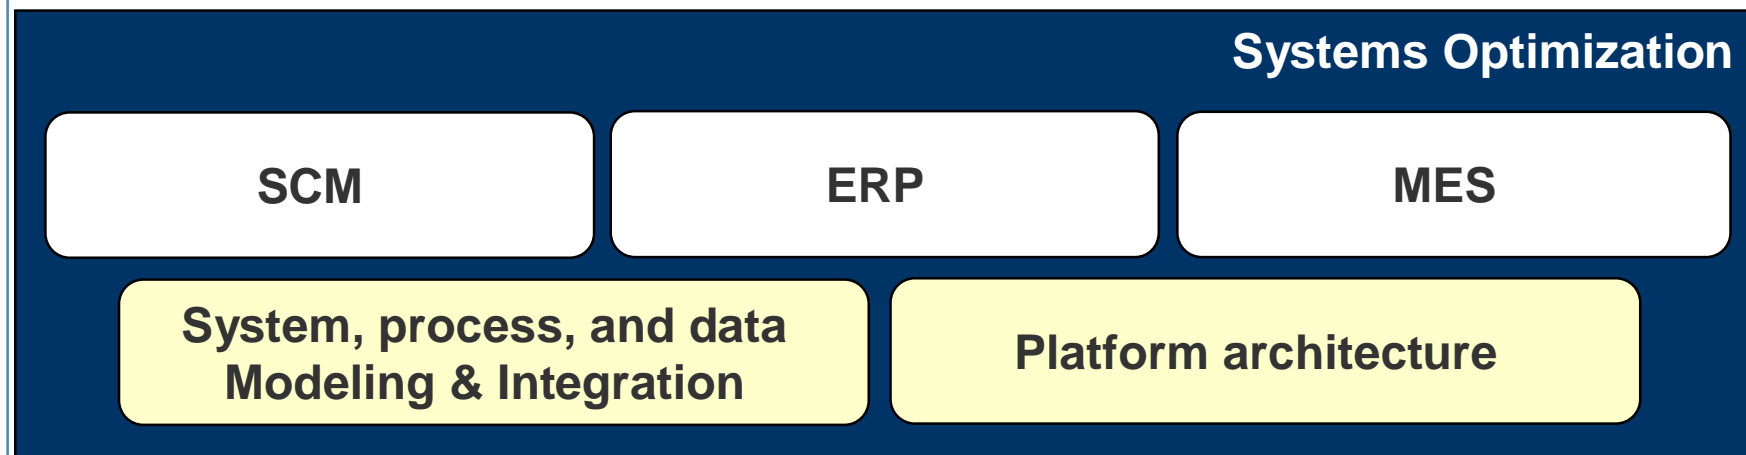 Systems Optimization
SCM
ERP
MES
System, process, and data
Modeling & Integration
Platform architecture